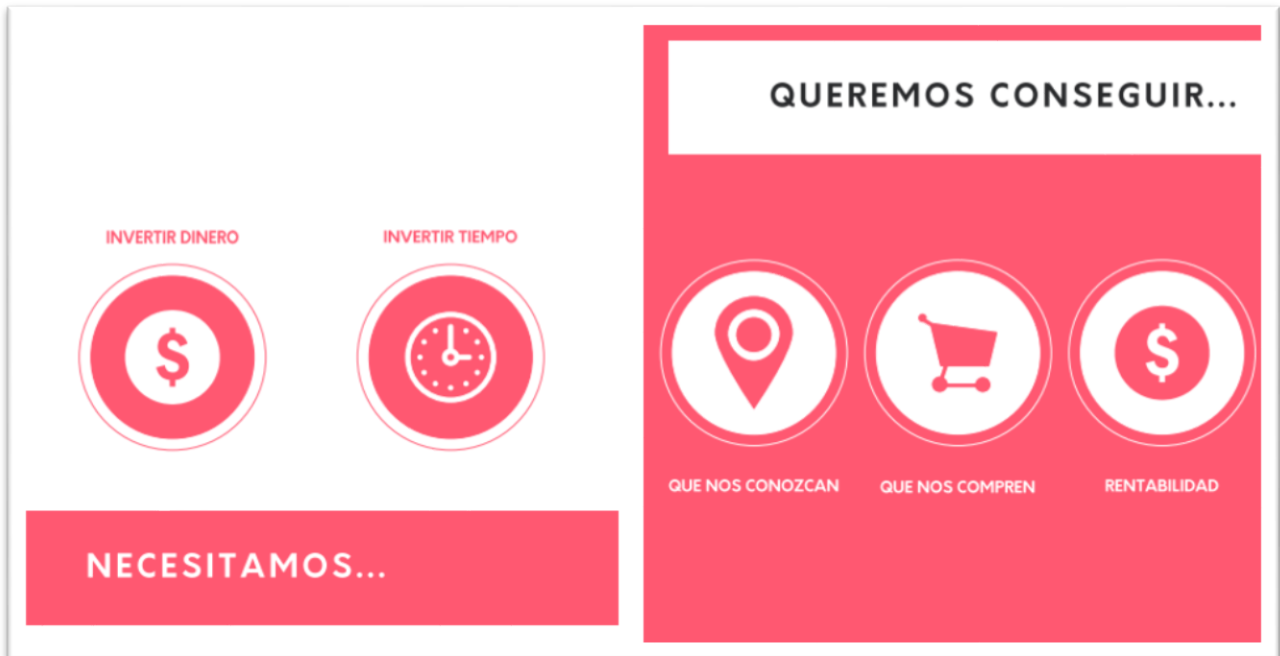 INVERTIR DINERO
INVERTIR TIEMPO
$
NECESITAMOS...
QUEREMOS CONSEGUIR...
$
QUE NOS CONOZCAN
QUE NOS COMPREN
RENTABILIDAD